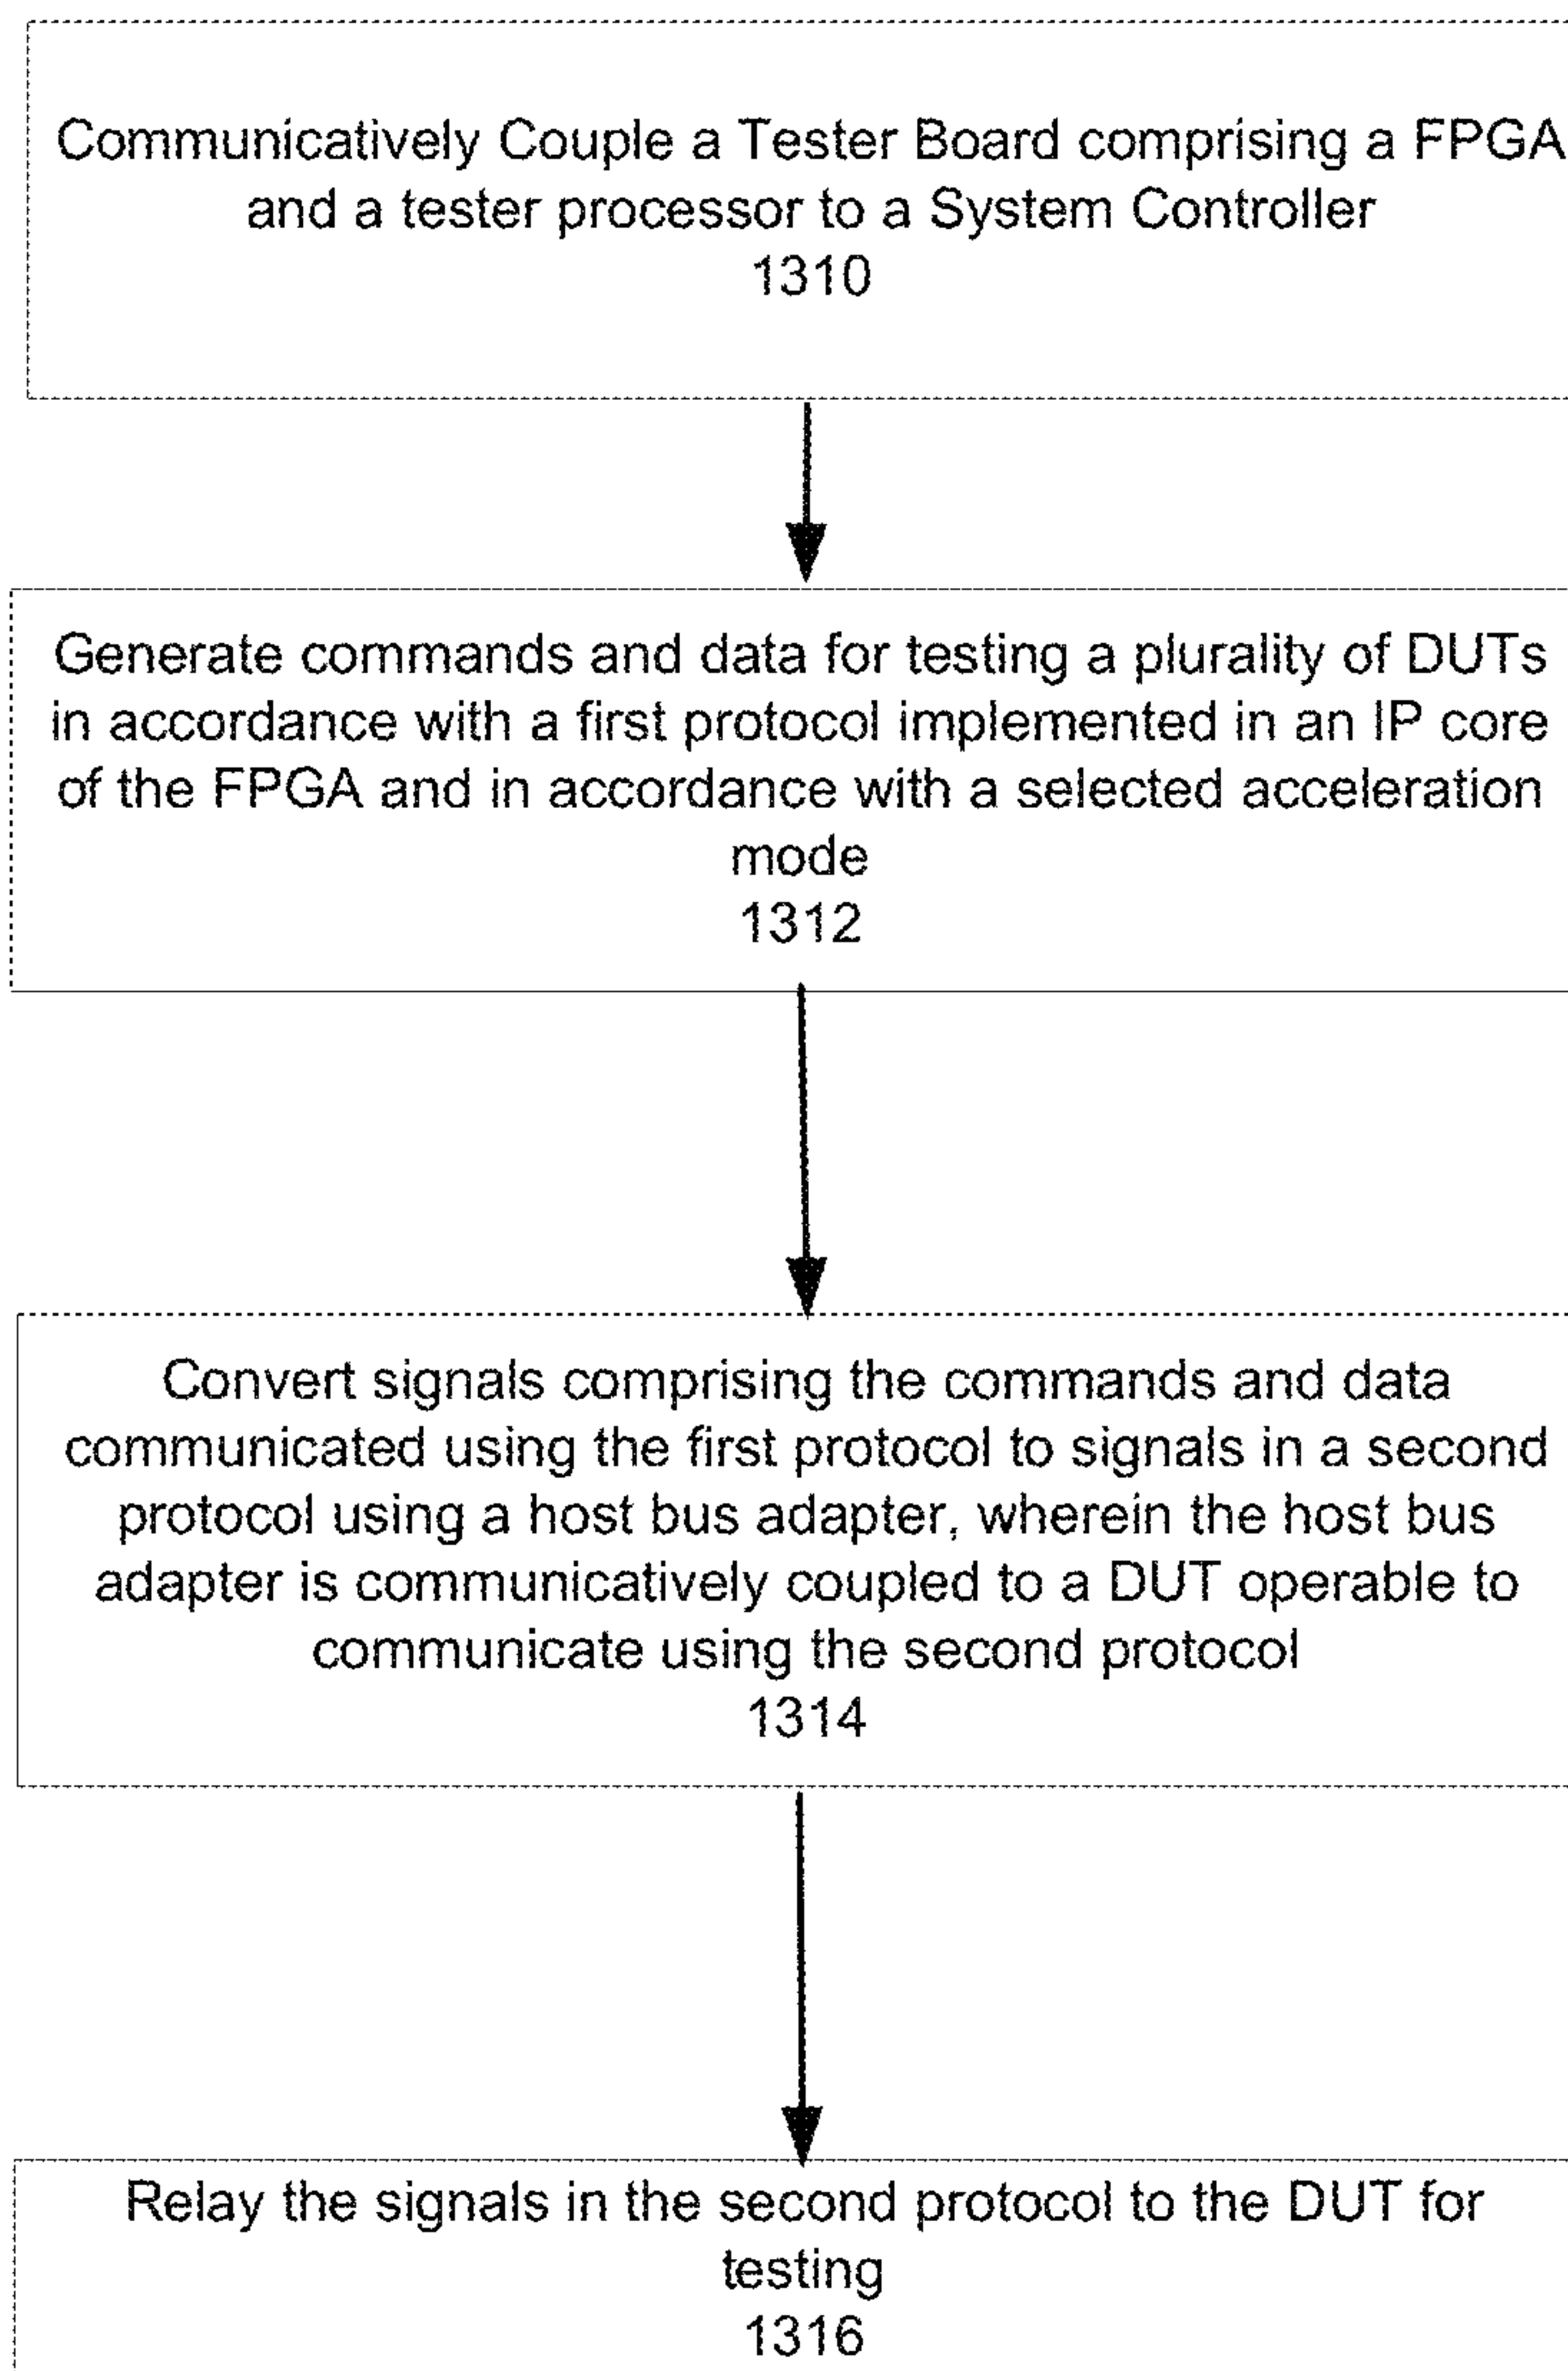 Communicatively Couple a Tester Board comprising a FPGA
and a tester processor to a System Controller
1310
Generate commands and data for testing a plurality of DUTs
in accordance with a first protocol implemented in an IP core
of the FPGA and in accordance with a selected acceleration
mode
1312
Convert signals comprising the commands and data
communicated using the first protocol to signals in a second
protocol using a host bus adapter, wherein the host bus
adapter is communicatively coupled to a DUT operable to
communicate using the second protocol
1314
Relay the signals in the second protocol to the DUT for
testing
1316